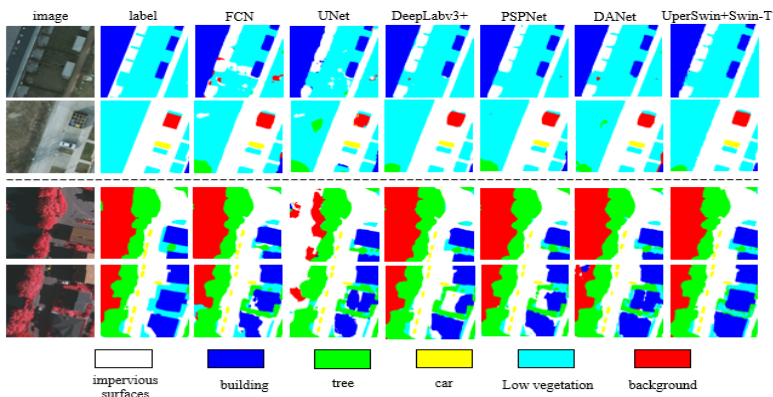 image label FCN UNet DeepLabv3+ PSPNet DANet UperSwin+Swin-T
impervious surfaces building tree car Low vegetation background